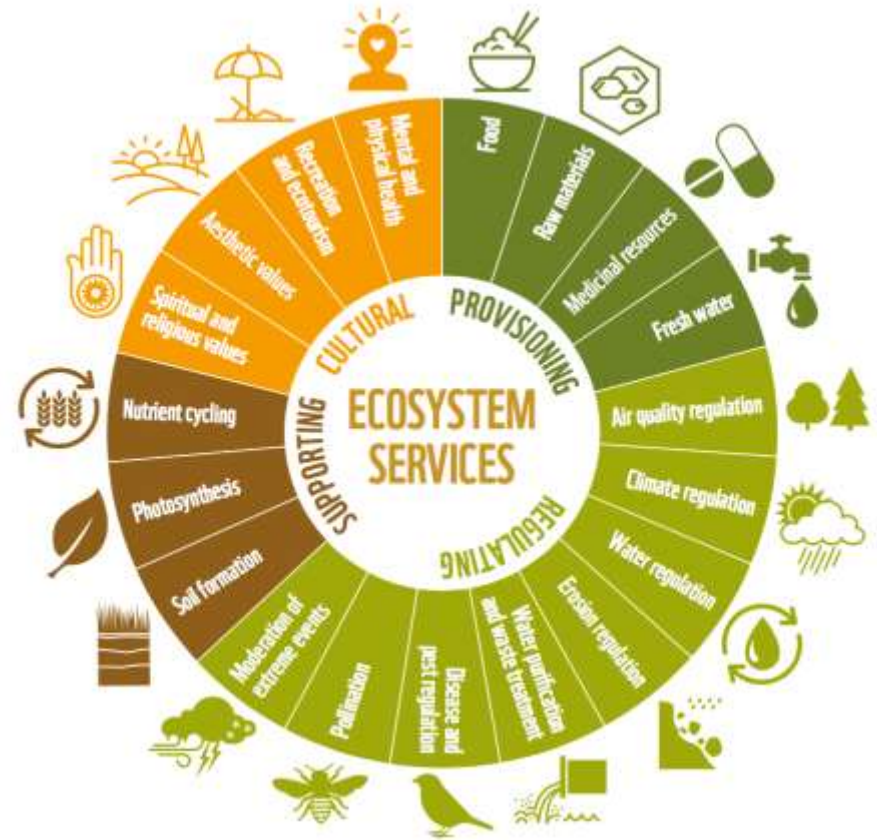 ECOSYSTEM
SERVICES
PROVISIONING
Food
Raw materials
Medicinal resources
Fresh water
REGULATING
Air quality regulation
Climate regulation
Water regulation
Erosion regulation
Water purification
and waste treatment
Disease and
pest regulation
Pollination
Moderation of
extreme events
SUPPORTING
Soil formation
Photosynthesis
Nutrient cycling
CULTURAL
Spiritual and
religious values
Aesthetic values
Recreation
and ecotourism
Mental and
physical health